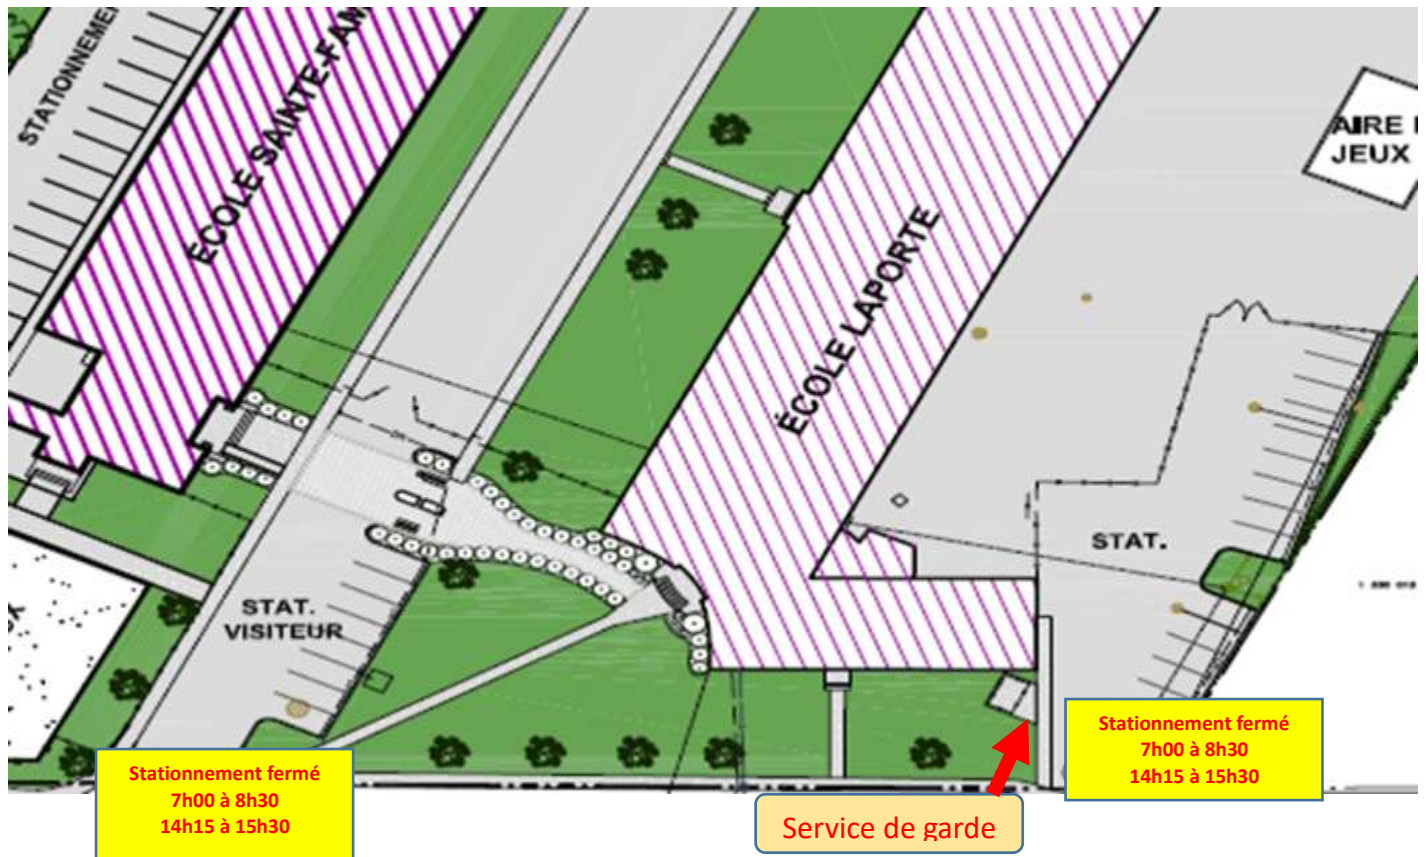 STATIONNEME
ÉCOLE SAINTE-FAM
AIRE
JEUX
ÉCOLE LAPORTE
STAT.
STAT.
VISITEUR
Stationnement fermé
7h00 à 8h30
14h15 à 15h30
Stationnement fermé
7h00 à 8h30
14h15 à 15h30
Service de garde